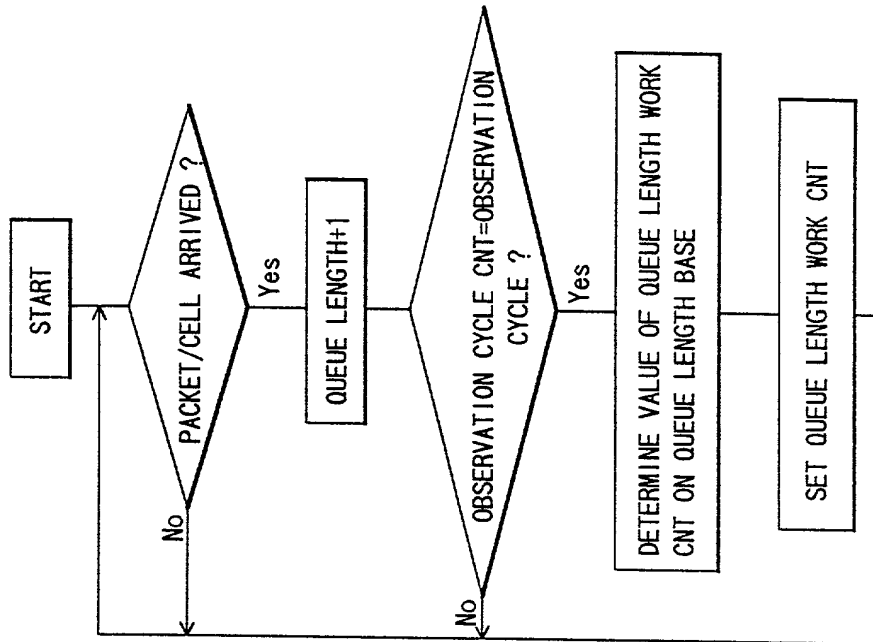 START
PACKET/CELL ARRIVED ?
No
Yes
QUEUE LENGTH+1
OBSERVATION CYCLE CNT=OBSERVATION
CYCLE ?
No
Yes
DETERMINE VALUE OF QUEUE LENGTH WORK
CNT ON QUEUE LENGTH BASE
SET QUEUE LENGTH WORK CNT